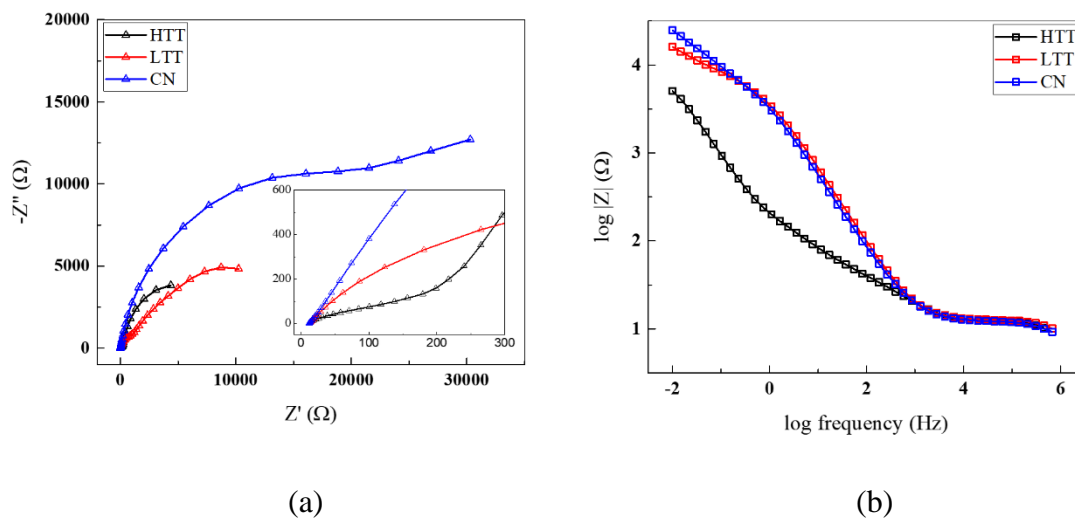 20000
15000
10000
5000
0
-Z'' (Ω)
HTT
LTT
CN
600
400
200
0
0
100
200
300
0
10000
20000
30000
Z' (Ω)
(a)
4
3
2
1
log |Z| (Ω)
HTT
LTT
CN
-2
0
2
4
6
log frequency (Hz)
(b)